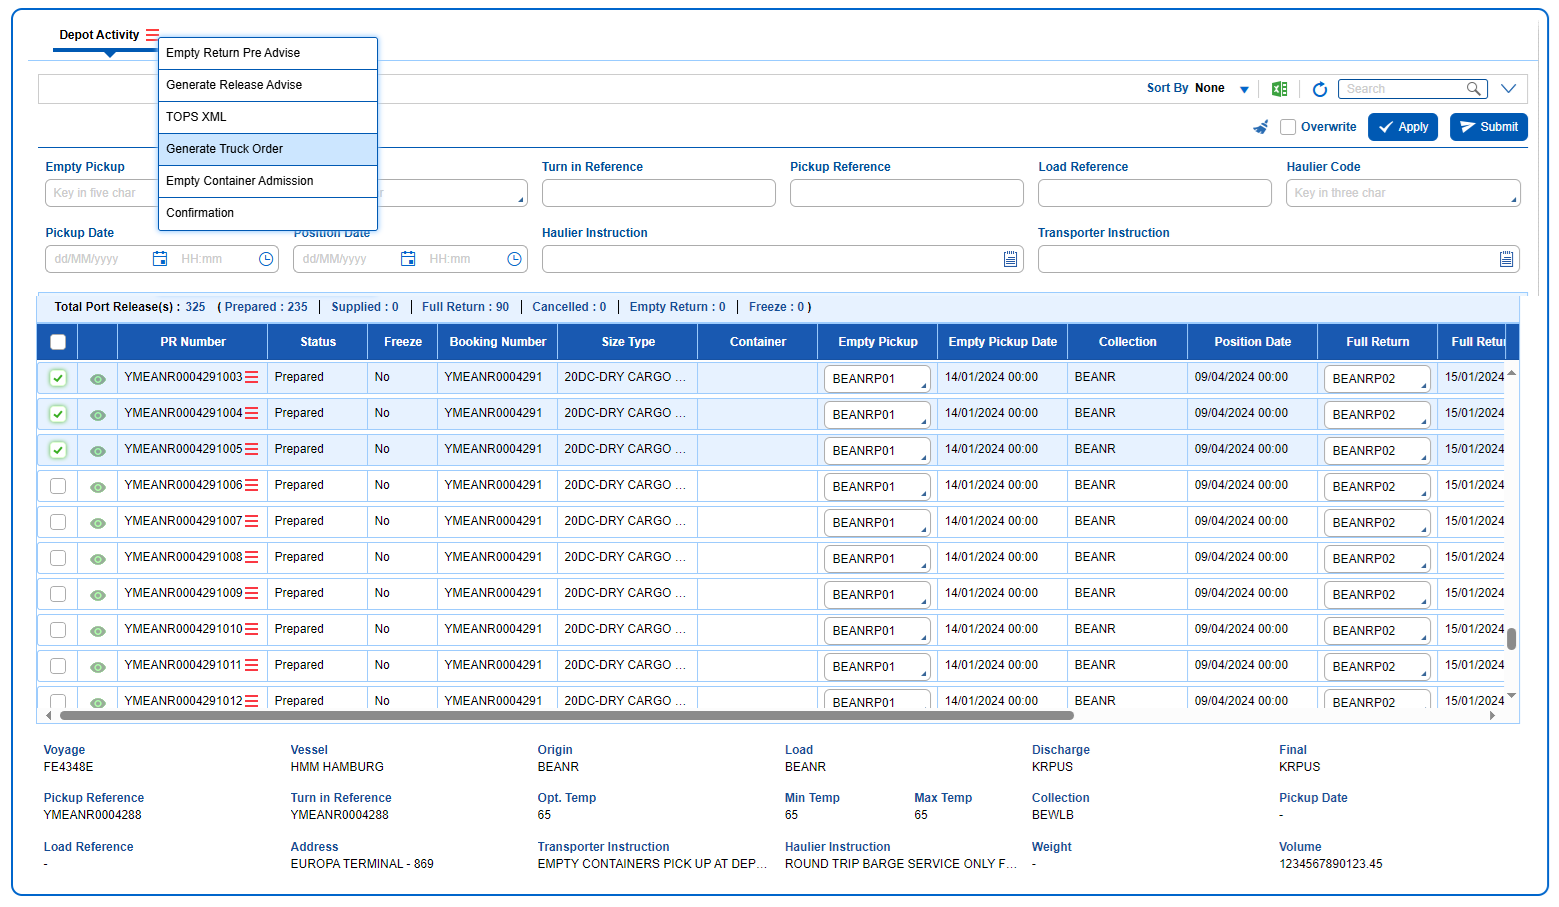 Depot Activity
Empty Return Pre Advise
Generate Release Advise
TOPS XML
Generate Truck Order
Empty Container Admission
Confirmation
Sort By None
Search
Overwrite Apply Submit
Empty Pickup Turn in Reference Pickup Reference Load Reference Haulier Code
Key in five char Key in three char
Pickup Date Position Date Haulier Instruction Transporter Instruction
dd/MM/yyyy HH:mm dd/MM/yyyy HH:mm
Total Port Release(s) : 325 ( Prepared : 235 | Supplied : 0 | Full Return : 90 | Cancelled : 0 | Empty Return : 0 | Freeze : 0 )
PR Number Status Freeze Booking Number Size Type Container Empty Pickup Empty Pickup Date Collection Position Date Full Return Full Retur
YMEANR0004291003 Prepared No YMEANR0004291 20DC-DRY CARGO ... BEANRP01 14/01/2024 00:00 BEANR 09/04/2024 00:00 BEANRP02 15/01/2024
YMEANR0004291004 Prepared No YMEANR0004291 20DC-DRY CARGO ... BEANRP01 14/01/2024 00:00 BEANR 09/04/2024 00:00 BEANRP02 15/01/2024
YMEANR0004291005 Prepared No YMEANR0004291 20DC-DRY CARGO ... BEANRP01 14/01/2024 00:00 BEANR 09/04/2024 00:00 BEANRP02 15/01/2024
YMEANR0004291006 Prepared No YMEANR0004291 20DC-DRY CARGO ... BEANRP01 14/01/2024 00:00 BEANR 09/04/2024 00:00 BEANRP02 15/01/2024
YMEANR0004291007 Prepared No YMEANR0004291 20DC-DRY CARGO ... BEANRP01 14/01/2024 00:00 BEANR 09/04/2024 00:00 BEANRP02 15/01/2024
YMEANR0004291008 Prepared No YMEANR0004291 20DC-DRY CARGO ... BEANRP01 14/01/2024 00:00 BEANR 09/04/2024 00:00 BEANRP02 15/01/2024
YMEANR0004291009 Prepared No YMEANR0004291 20DC-DRY CARGO ... BEANRP01 14/01/2024 00:00 BEANR 09/04/2024 00:00 BEANRP02 15/01/2024
YMEANR0004291010 Prepared No YMEANR0004291 20DC-DRY CARGO ... BEANRP01 14/01/2024 00:00 BEANR 09/04/2024 00:00 BEANRP02 15/01/2024
YMEANR0004291011 Prepared No YMEANR0004291 20DC-DRY CARGO ... BEANRP01 14/01/2024 00:00 BEANR 09/04/2024 00:00 BEANRP02 15/01/2024
YMEANR0004291012 Prepared No YMEANR0004291 20DC-DRY CARGO ... BEANRP01 14/01/2024 00:00 BEANR 09/04/2024 00:00 BEANRP02 15/01/2024
Voyage Vessel Origin Load Discharge Final
FE4348E HMM HAMBURG BEANR BEANR KRPUS KRPUS
Pickup Reference Turn in Reference Opt. Temp Min Temp Max Temp Collection Pickup Date
YMEANR0004288 YMEANR0004288 65 65 65 BEWLB -
Load Reference Address Transporter Instruction Haulier Instruction Weight Volume
- EUROPA TERMINAL - 869 EMPTY CONTAINERS PICK UP AT DEP... ROUND TRIP BARGE SERVICE ONLY F... - 1234567890123.45